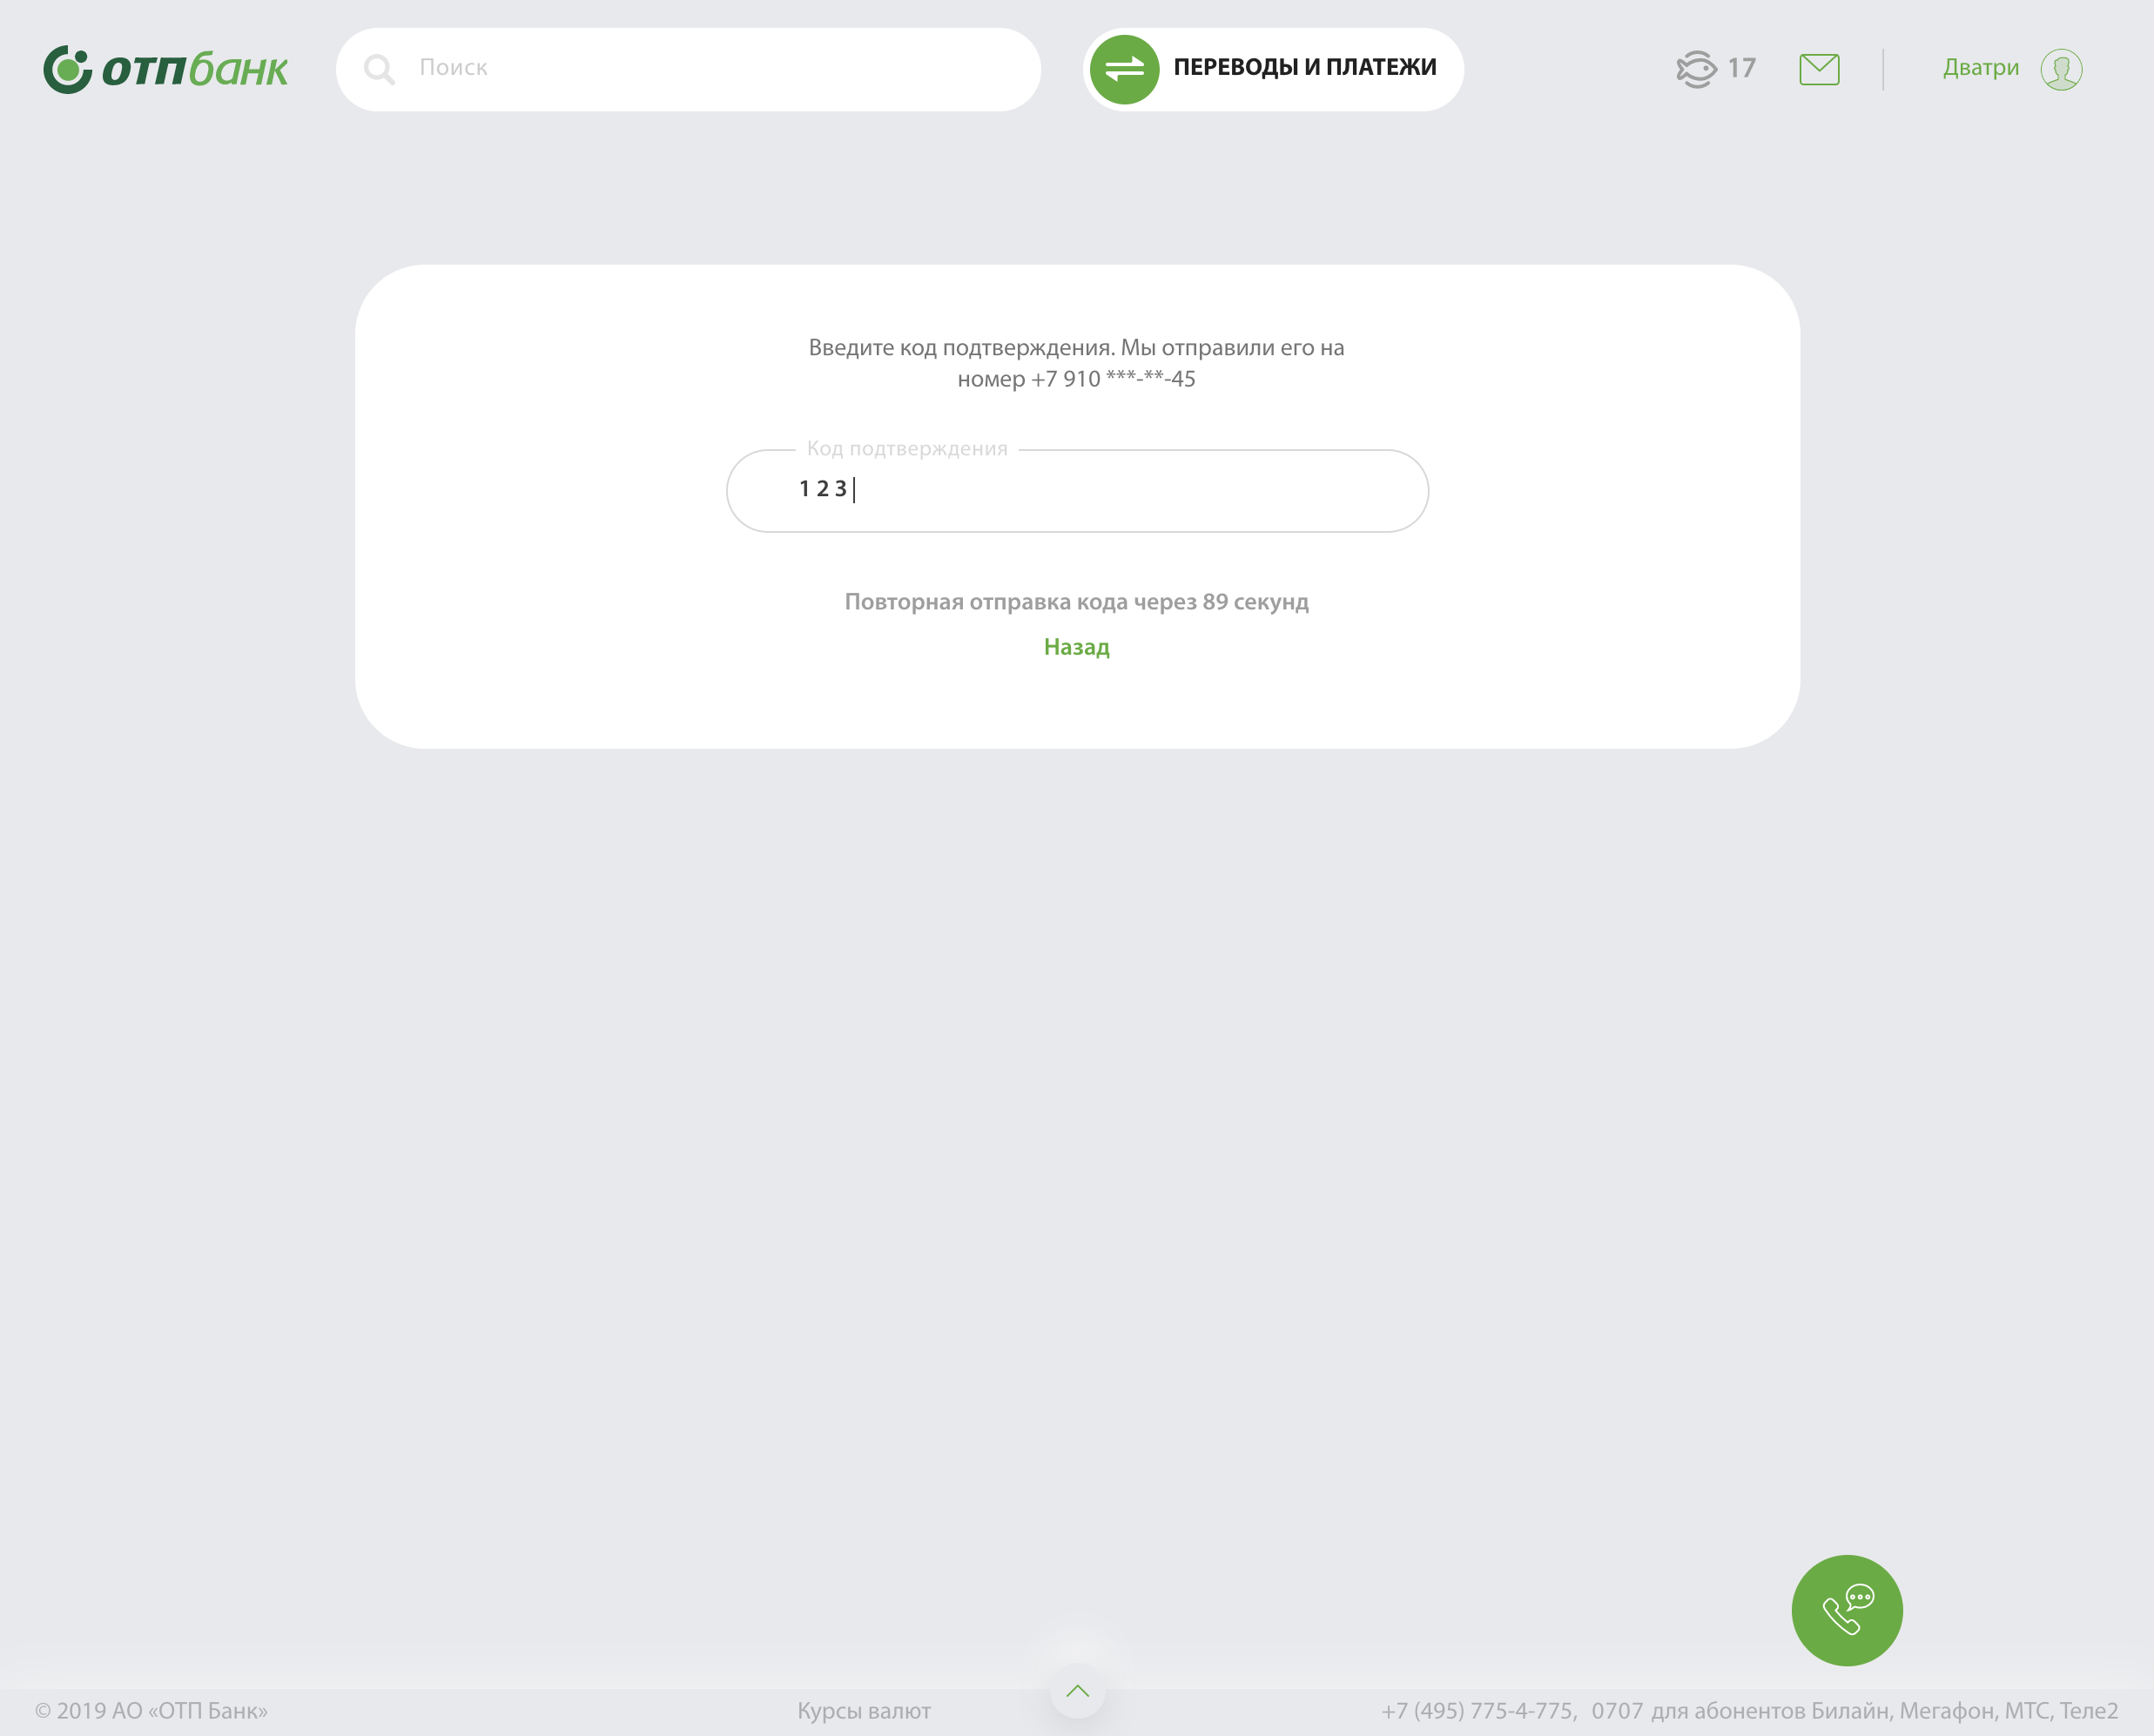 отпбанк
Поиск
ПЕРЕВОДЫ И ПЛАТЕЖИ
17
Дватри
Введите код подтверждения. Мы отправили его на
номер +7 910 ***-**-45
Код подтверждения
1 2 3
Повторная отправка кода через 89 секунд
Назад
© 2019 АО «ОТП Банк»
Курсы валют
+7 (495) 775-4-775, 0707 для абонентов Билайн, Мегафон, МТС, Теле2